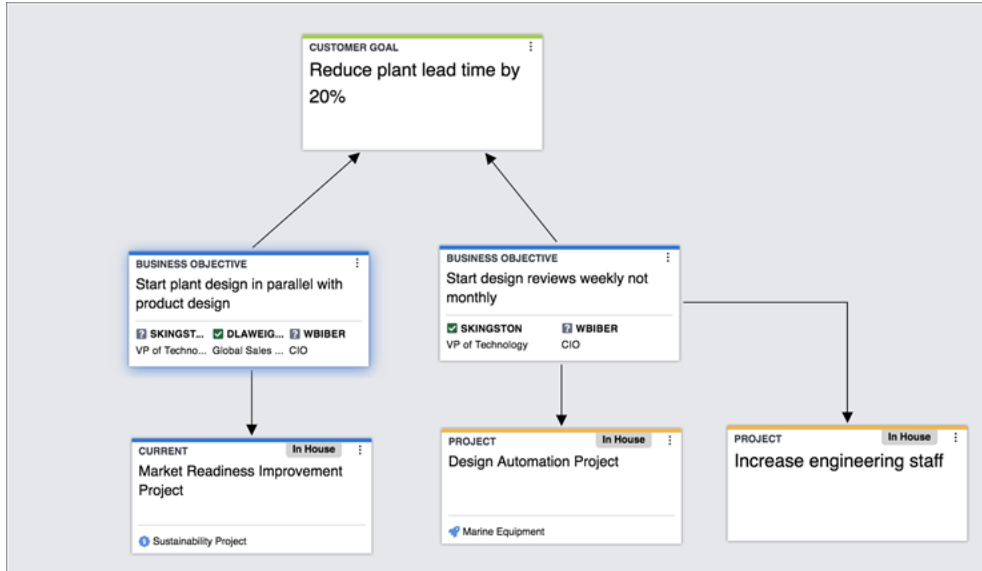 CUSTOMER GOAL
Reduce plant lead time by
20%
BUSINESS OBJECTIVE
Start plant design in parallel with
product design
SKINGST... DLAWEIG... WBIBER
VP of Techno... Global Sales ... CIO
BUSINESS OBJECTIVE
Start design reviews weekly not
monthly
SKINGSTON WBIBER
VP of Technology CIO
CURRENT In House
Market Readiness Improvement
Project
Sustainability Project
PROJECT In House
Design Automation Project
Marine Equipment
PROJECT In House
Increase engineering staff